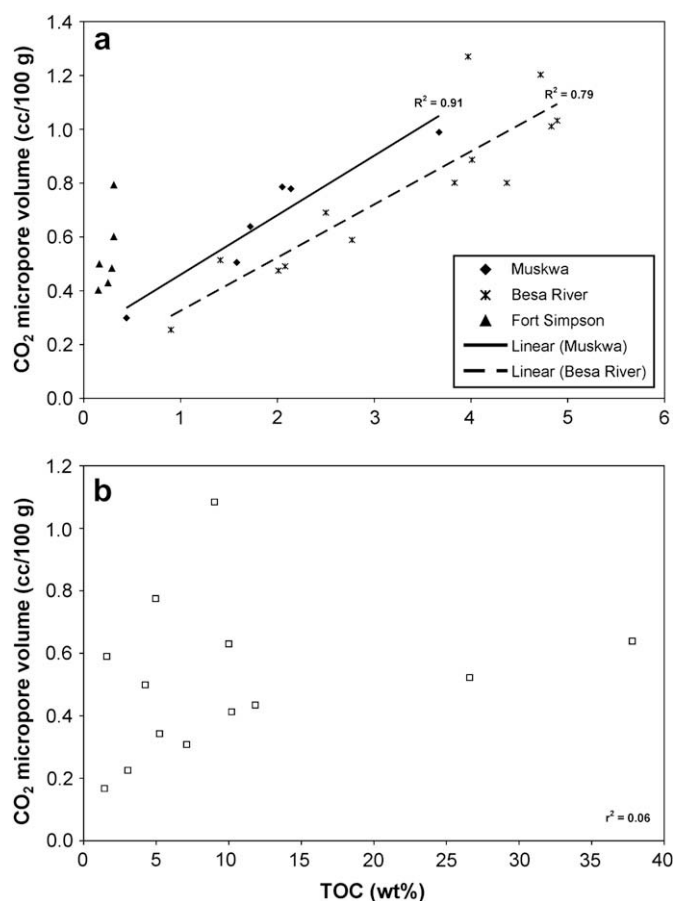 a
CO₂ micropore volume (cc/100 g)
1.4
1.2
1.0
0.8
0.6
0.4
0.2
0.0
R² = 0.91
R² = 0.79
Muskwa
Besa River
Fort Simpson
Linear (Muskwa)
Linear (Besa River)
0 1 2 3 4 5 6
b
CO₂ micropore volume (cc/100 g)
1.2
1.0
0.8
0.6
0.4
0.2
0.0
r² = 0.06
0 5 10 15 20 25 30 35 40
TOC (wt%)